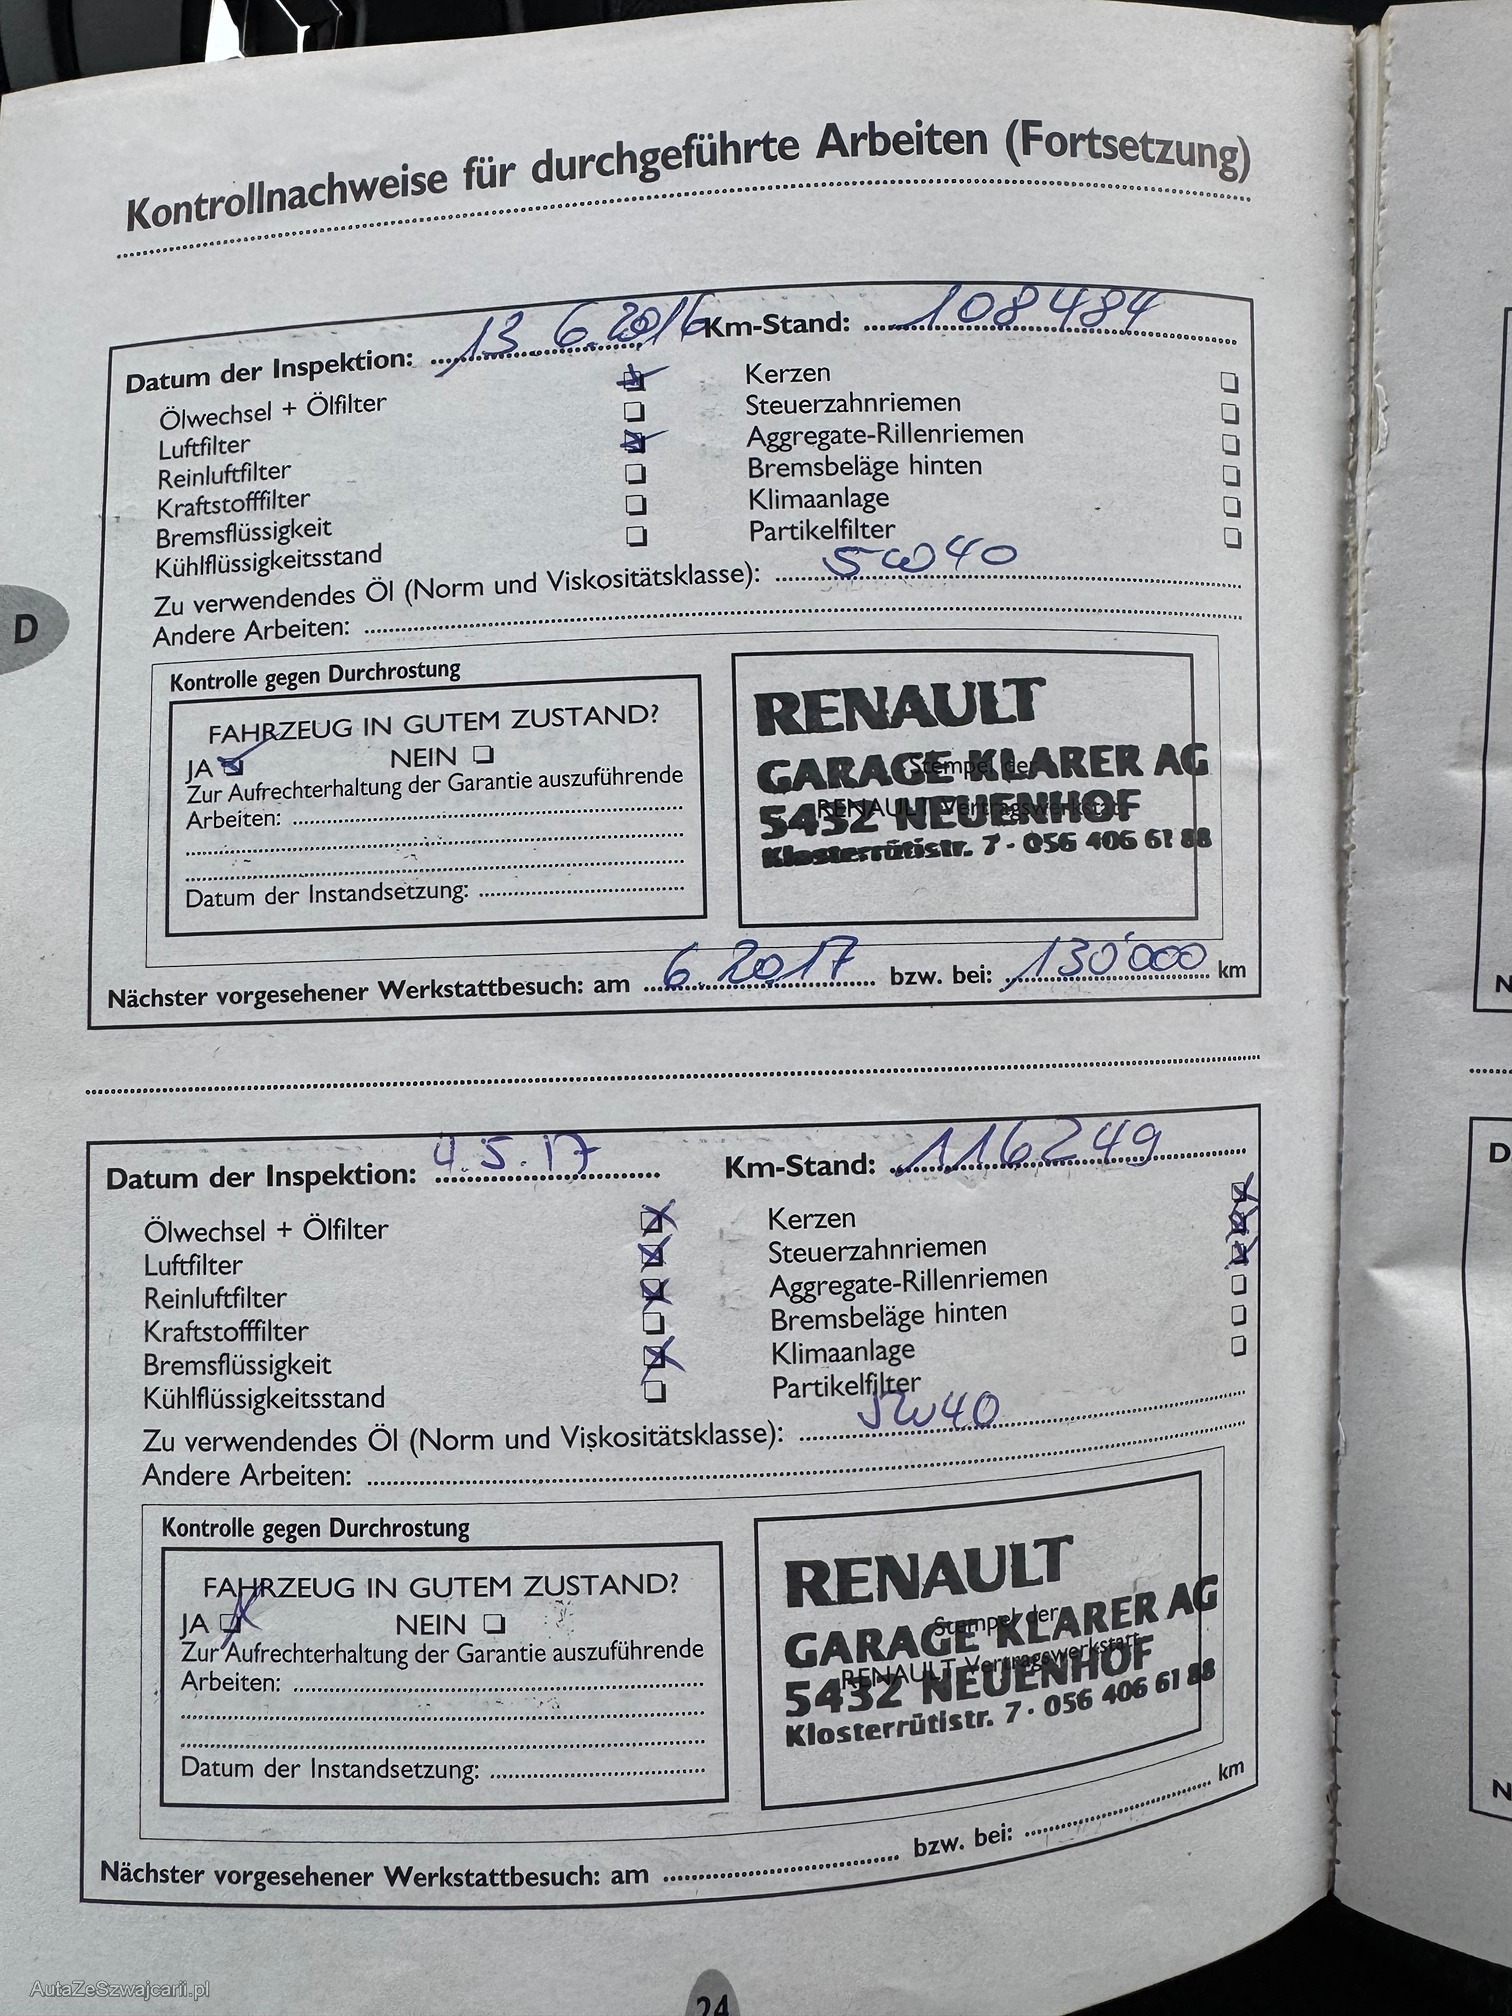 Kontrollnachweise für durchgeführte Arbeiten (Fortsetzung)
Datum der Inspektion: 13.6.2016 Km-Stand: 108484
Ölwechsel + Ölfilter Kerzen
Luftfilter Steuerzahnriemen
Reinluftfilter Aggregate-Rillenriemen
Kraftstofffilter Bremsbeläge hinten
Bremsflüssigkeit Klimaanlage
Kühlflüssigkeitsstand Partikelfilter
Zu verwendendes Öl (Norm und Viskositätsklasse): 5W40
Andere Arbeiten:
D
Kontrolle gegen Durchrostung
FAHRZEUG IN GUTEM ZUSTAND?
JA NEIN
Zur Aufrechterhaltung der Garantie auszuführende
Arbeiten:
Datum der Instandsetzung:
RENAULT
GARAGE KLARER AG
Stempel der
5432 NEUENHOF
RENAULT Vertragswerkstatt
Klosterrütistr. 7 - 056 406 61 88
Nächster vorgesehener Werkstattbesuch: am 6.2017 bzw. bei: 130'000 km
Datum der Inspektion: 4.5.17 Km-Stand: 116249
Ölwechsel + Ölfilter Kerzen
Luftfilter Steuerzahnriemen
Reinluftfilter Aggregate-Rillenriemen
Kraftstofffilter Bremsbeläge hinten
Bremsflüssigkeit Klimaanlage
Kühlflüssigkeitsstand Partikelfilter
Zu verwendendes Öl (Norm und Viskositätsklasse): 5W40
Andere Arbeiten:
Kontrolle gegen Durchrostung
FAHRZEUG IN GUTEM ZUSTAND?
JA NEIN
Zur Aufrechterhaltung der Garantie auszuführende
Arbeiten:
Datum der Instandsetzung:
RENAULT
GARAGE KLARER AG
Stempel der
5432 NEUENHOF
RENAULT Vertragswerkstatt
Klosterrütistr. 7 · 056 406 61 88
Nächster vorgesehener Werkstattbesuch: am bzw. bei: km
24
N
D
N
AutaZeSzwajcarii.pl